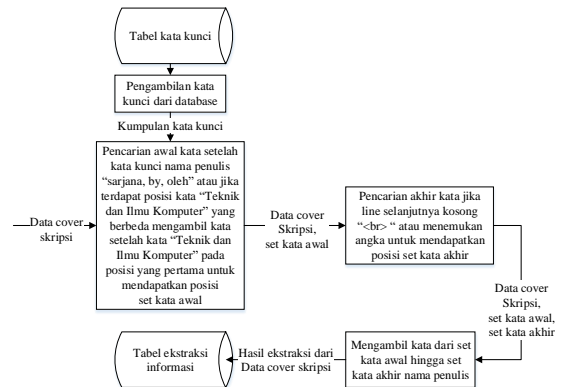 Tabel kata kunci
Pengambilan kata
kunci dari database
Kumpulan kata kunci
Pencarian awal kata setelah
kata kunci nama penulis
“sarjana, by, oleh” atau jika
terdapat posisi kata “Teknik
dan Ilmu Komputer” yang
berbeda mengambil kata
setelah kata “Teknik dan
Ilmu Komputer” pada
posisi yang pertama untuk
mendapatkan posisi
set kata awal
Data cover
skripsi
Data cover
Skripsi,
set kata awal
Pencarian akhir kata jika
line selanjutnya kosong
“<br> “ atau menemukan
angka untuk mendapatkan
posisi set kata akhir
Data cover
Skripsi,
set kata awal,
set kata akhir
Mengambil kata dari set
kata awal hingga set
kata akhir nama penulis
Hasil ekstraksi dari
Data cover skripsi
Tabel ekstraksi
informasi